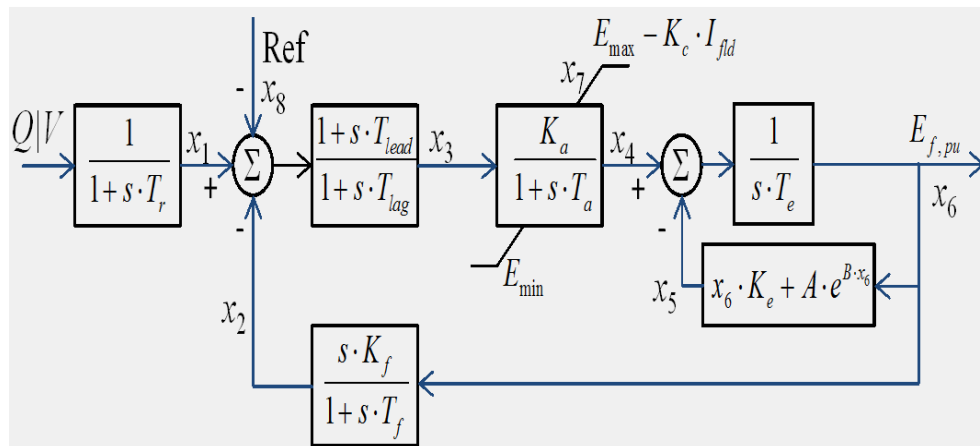 E_max − K_c · I_fld
Ref
x_7
-
x_8
Q|V
1 / (1 + s · T_r)
x_1
+
Σ
(1 + s · T_lead) / (1 + s · T_lag)
x_3
K_a / (1 + s · T_a)
x_4
+
Σ
1 / (s · T_e)
E_f,pu
x_6
-
-
E_min
x_5
x_6 · K_e + A · e^(B·x_6)
x_2
(s · K_f) / (1 + s · T_f)